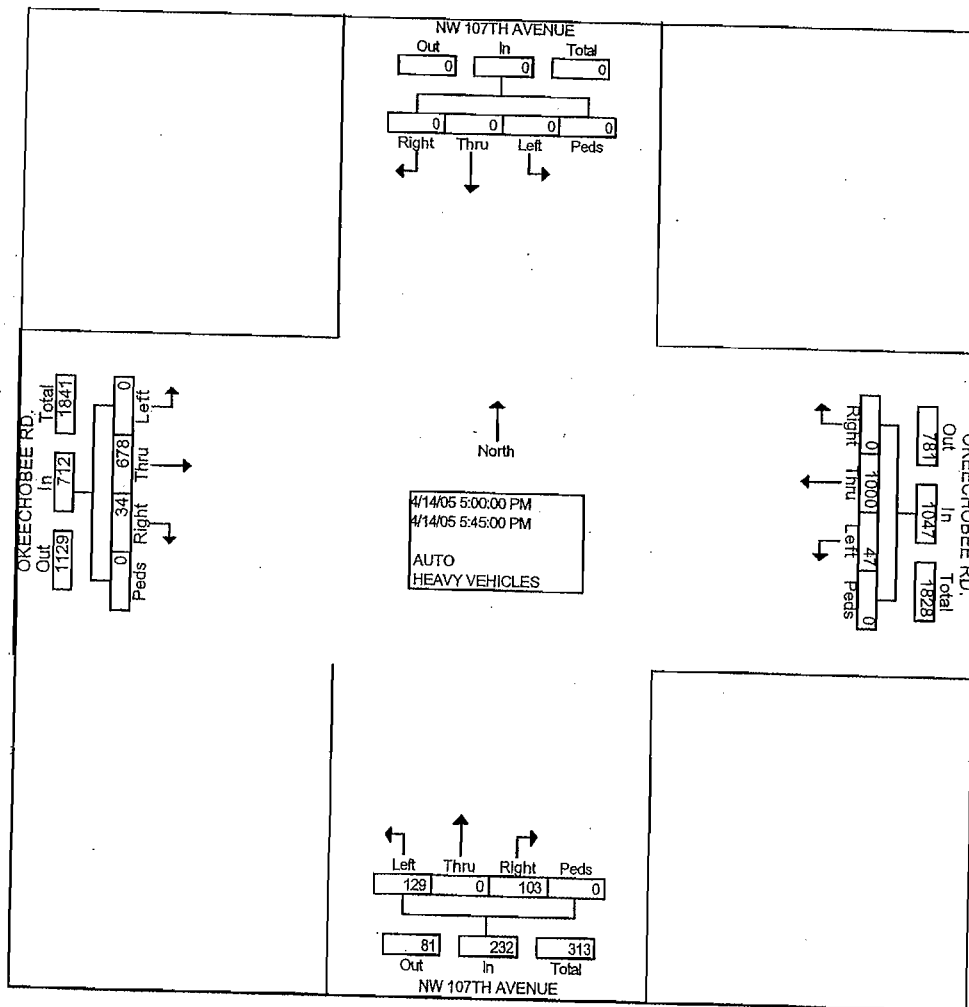 NW 107TH AVENUE
Out In Total
0 0 0
0 0 0 0
Right Thru Left Peds
OKEECHOBEE RD.
Out In Total
1129 712 1841
0 678 34 0
Left Thru Right Peds
North
4/14/05 5:00:00 PM
4/14/05 5:45:00 PM
AUTO
HEAVY VEHICLES
Right Thru Left Peds
0 1000 47 0
781 1047 1828
Out In Total
OKEECHOBEE RD.
Left Thru Right Peds
129 0 103 0
81 232 313
Out In Total
NW 107TH AVENUE